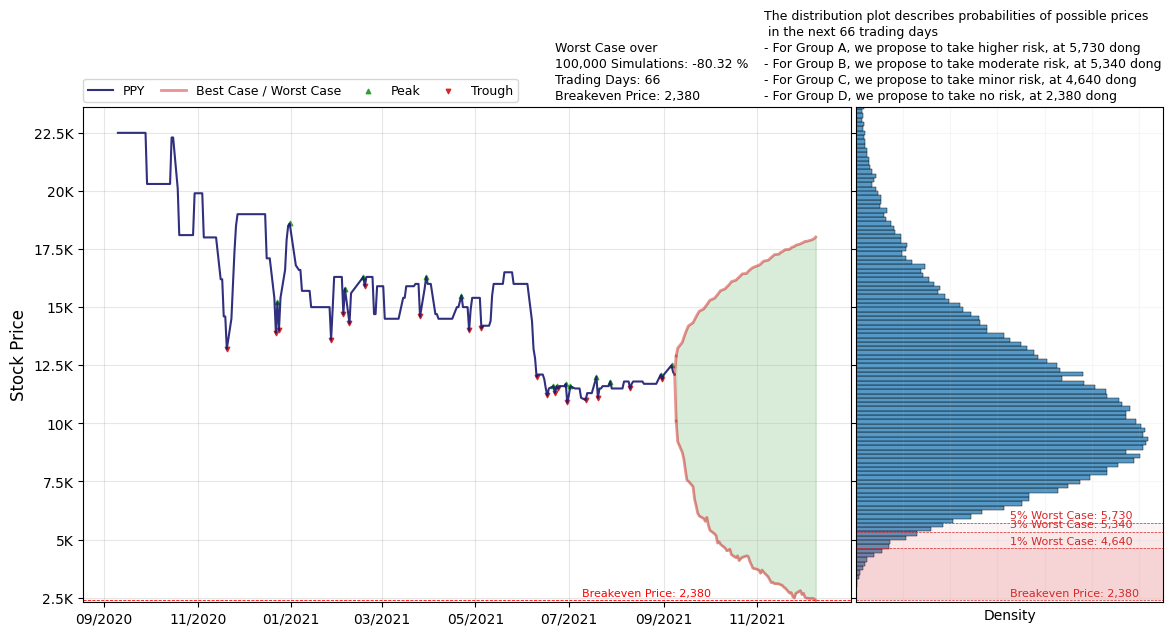 The distribution plot describes probabilities of possible prices
in the next 66 trading days
- For Group A, we propose to take higher risk, at 5,730 dong
- For Group B, we propose to take moderate risk, at 5,340 dong
- For Group C, we propose to take minor risk, at 4,640 dong
- For Group D, we propose to take no risk, at 2,380 dong
Worst Case over
100,000 Simulations: -80.32 %
Trading Days: 66
Breakeven Price: 2,380
PPY
Best Case / Worst Case
Peak
Trough
Stock Price
22.5K
20K
17.5K
15K
12.5K
10K
7.5K
5K
2.5K
Breakeven Price: 2,380
09/2020
11/2020
01/2021
03/2021
05/2021
07/2021
09/2021
11/2021
5% Worst Case: 5,730
3% Worst Case: 5,340
1% Worst Case: 4,640
Breakeven Price: 2,380
Density